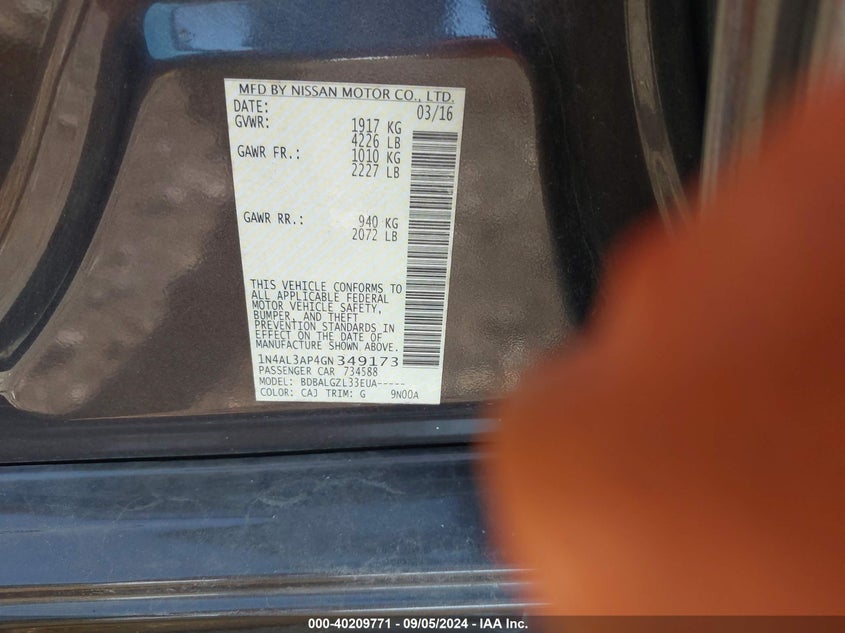 MFD BY NISSAN MOTOR CO., LTD.
DATE: 03/16
GVWR: 1917 KG
4226 LB
GAWR FR.: 1010 KG
2227 LB
GAWR RR.: 940 KG
2072 LB
THIS VEHICLE CONFORMS TO
ALL APPLICABLE FEDERAL
MOTOR VEHICLE SAFETY,
BUMPER, AND THEFT
PREVENTION STANDARDS IN
EFFECT ON THE DATE OF
MANUFACTURE SHOWN ABOVE.
1N4AL3AP4GN349173
PASSENGER CAR 734588
MODEL: BDBALGZL33EUA-----
COLOR: CAJ TRIM: G 9N00A
000-40209771 - 09/05/2024 - IAA Inc.